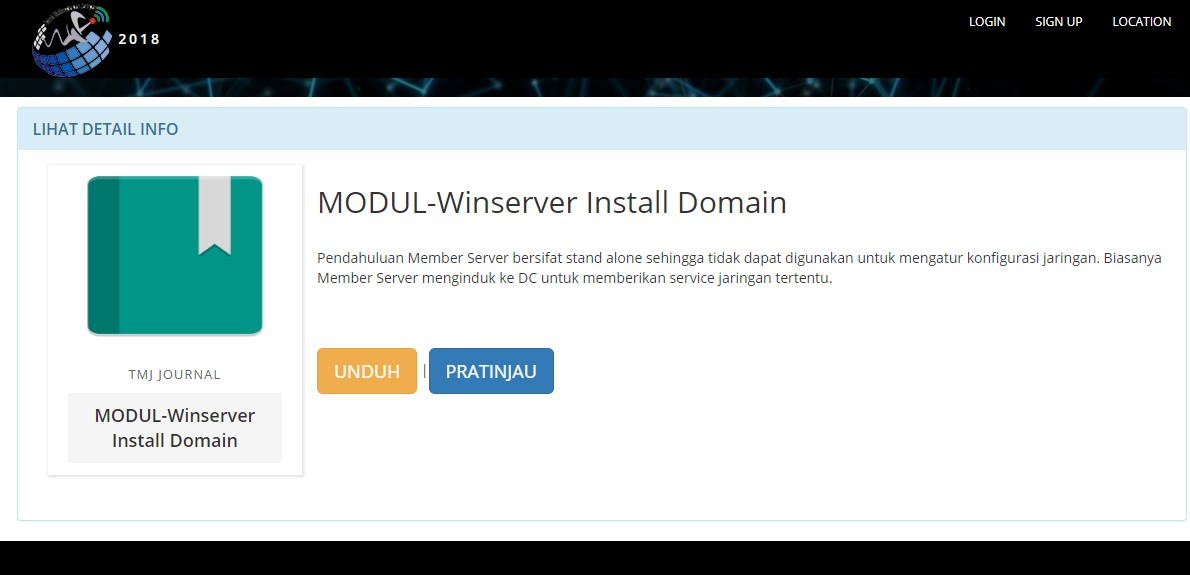 2018
LOGIN
SIGN UP
LOCATION
LIHAT DETAIL INFO
MODUL-Winserver Install Domain
Pendahuluan Member Server bersifat stand alone sehingga tidak dapat digunakan untuk mengatur konfigurasi jaringan. Biasanya
Member Server menginduk ke DC untuk memberikan service jaringan tertentu.
UNDUH | PRATINJAU
TMJ JOURNAL
MODUL-Winserver
Install Domain